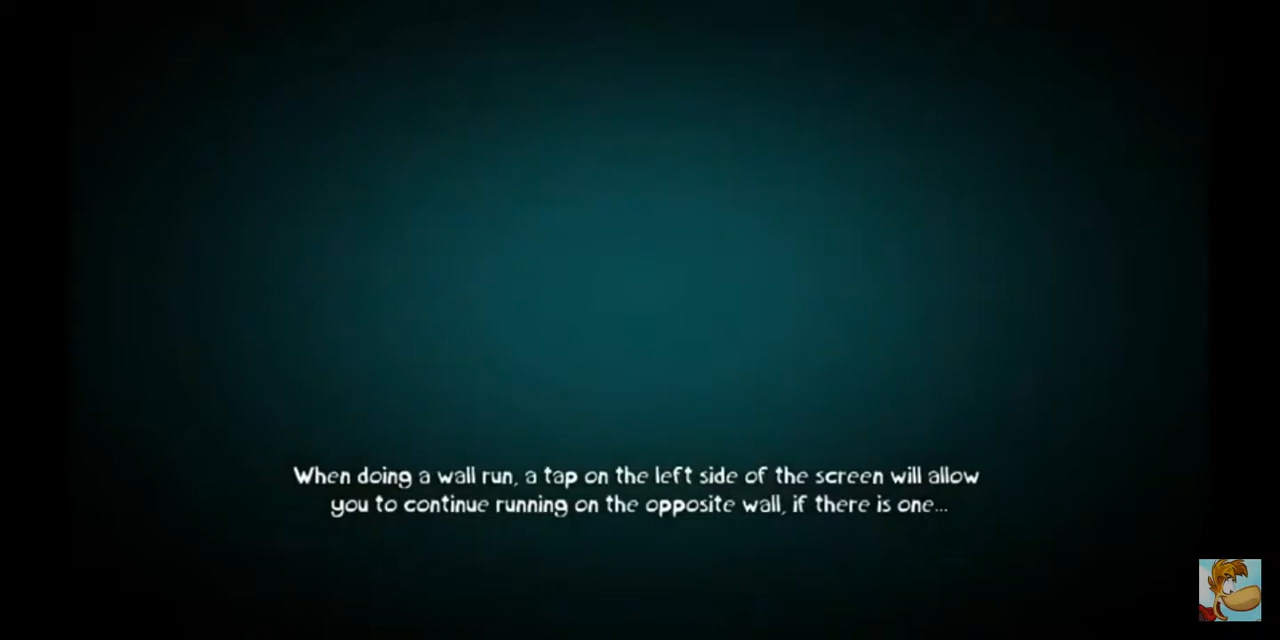 When doing a wall run, a tap on the left side of the screen will allow
you to continue running on the opposite wall, if there is one...